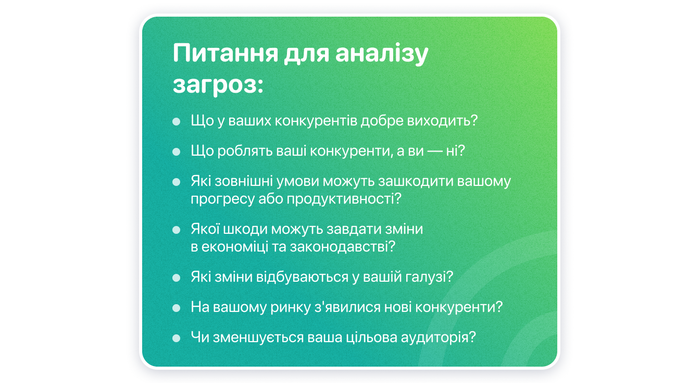 Питання для аналізу
загроз:
Що у ваших конкурентів добре виходить?
Що роблять ваші конкуренти, а ви — ні?
Які зовнішні умови можуть зашкодити вашому
прогресу або продуктивності?
Якої шкоди можуть завдати зміни
в економіці та законодавстві?
Які зміни відбуваються у вашій галузі?
На вашому ринку з'явилися нові конкуренти?
Чи зменшується ваша цільова аудиторія?